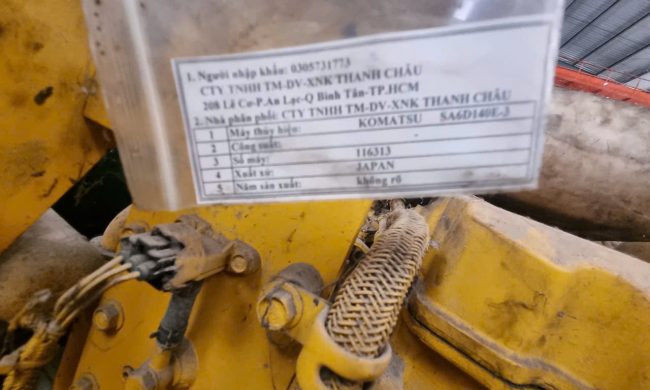 1. Người nhập khẩu: 0305731773
CTY TNHH TM-DV-XNK THANH CHÂU
208 Lê Cơ-P.An Lạc-Q Bình Tân-TP.HCM
2. Nhà phân phối: CTY TNHH TM-DV-XNK THANH CHÂU
1 Máy thủy hiệu: KOMATSU SA6D140E-3
2 Công suất:
3 Số máy: 116313
4 Xuất xứ: JAPAN
5 Năm sản xuất: không rõ